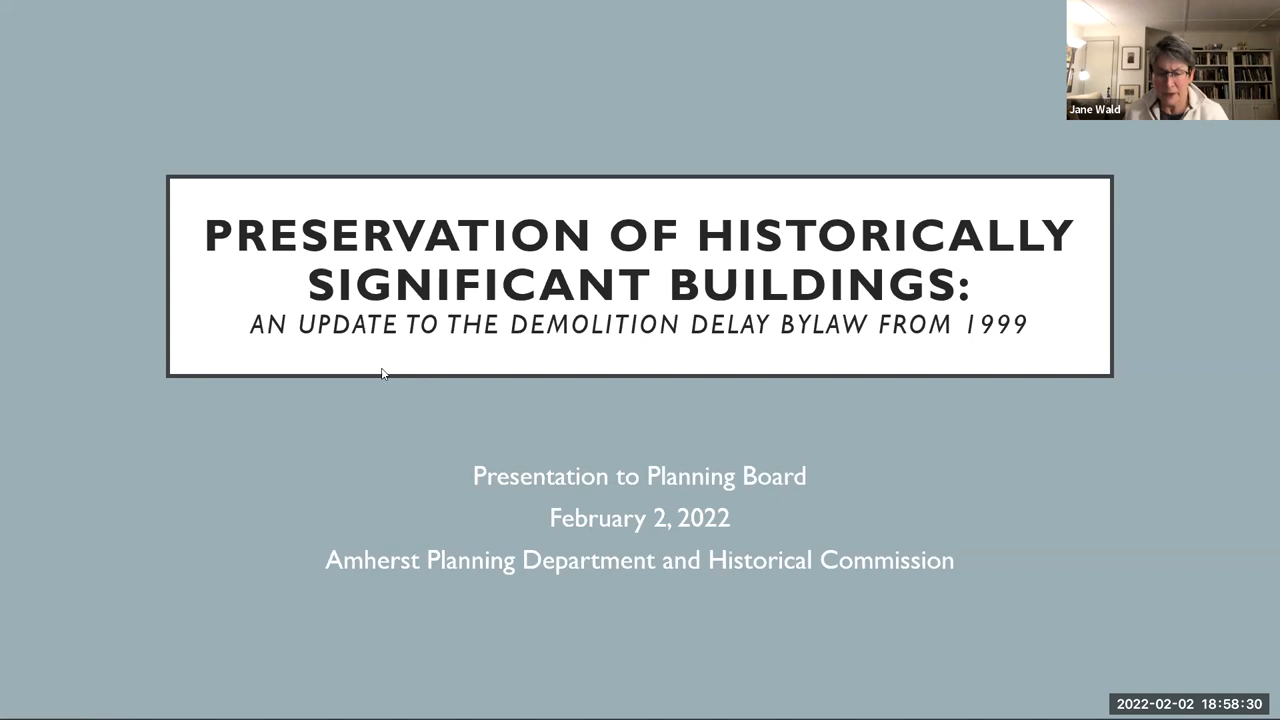 Jane Wald
PRESERVATION OF HISTORICALLY
SIGNIFICANT BUILDINGS:
AN UPDATE TO THE DEMOLITION DELAY BYLAW FROM 1999
Presentation to Planning Board
February 2, 2022
Amherst Planning Department and Historical Commission
2022-02-02 18:58:30